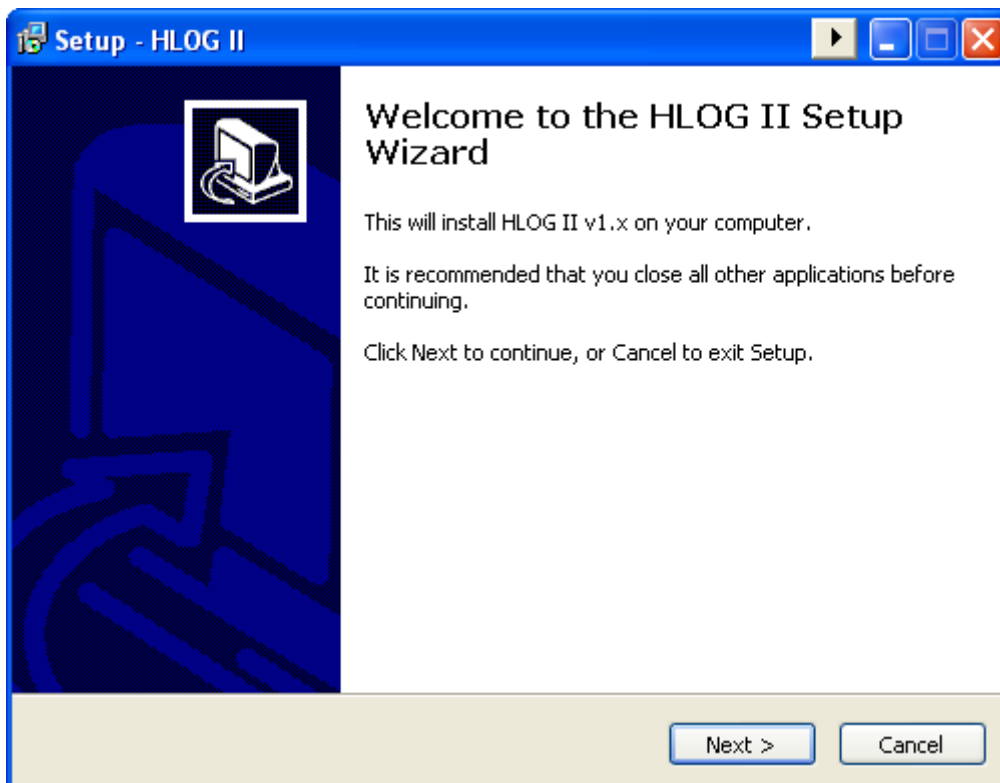 Setup - HLOG II
Welcome to the HLOG II Setup
Wizard
This will install HLOG II v1.x on your computer.
It is recommended that you close all other applications before
continuing.
Click Next to continue, or Cancel to exit Setup.
Next >
Cancel